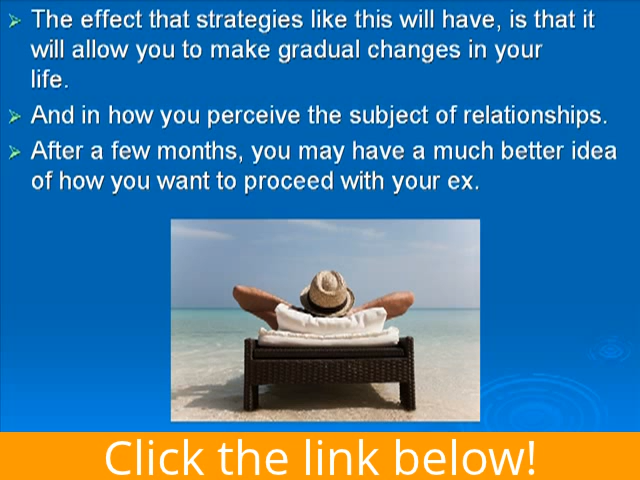 The effect that strategies like this will have, is that it
will allow you to make gradual changes in your
life.
And in how you perceive the subject of relationships.
After a few months, you may have a much better idea
of how you want to proceed with your ex.
Click the link below!